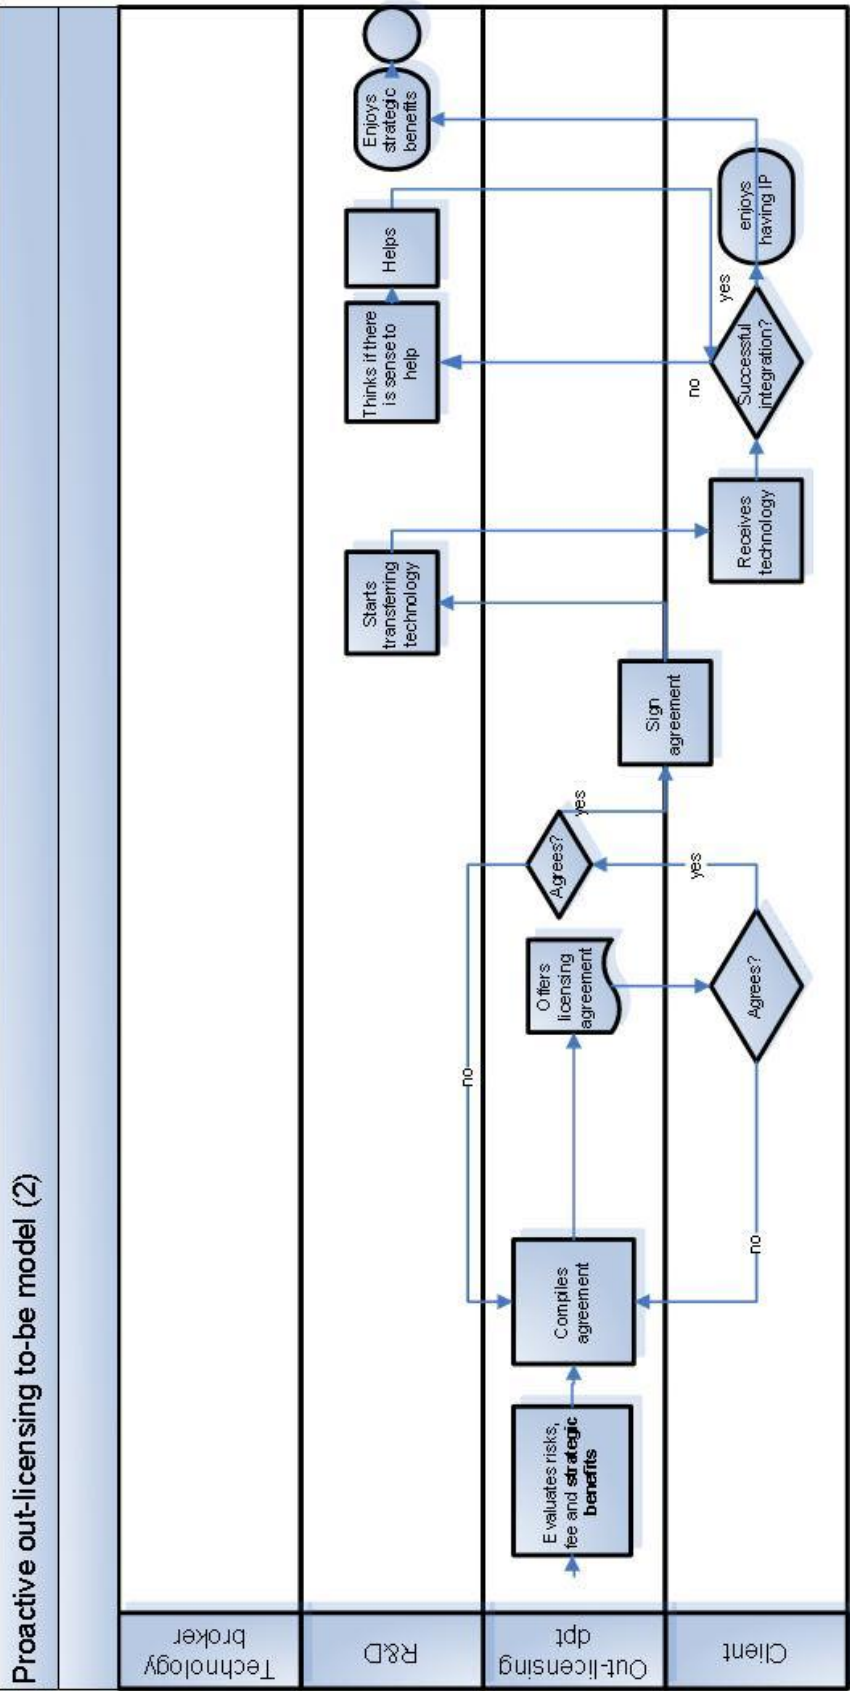 Proactive out-licensing to-be model (2)
Technology
broker
R&D
Enjoys
strategic
benefits
Helps
Thinks if there
is sense to
help
Starts
transferring
technology
Out-licensing
dpt
Evaluates risks,
fee and strategic
benefits
Compiles
agreement
Offers
licensing
agreement
Agrees?
yes
no
Sign
agreement
Client
Agrees?
yes
no
Receives
technology
Successful
integration?
no
yes
enjoys
having IP